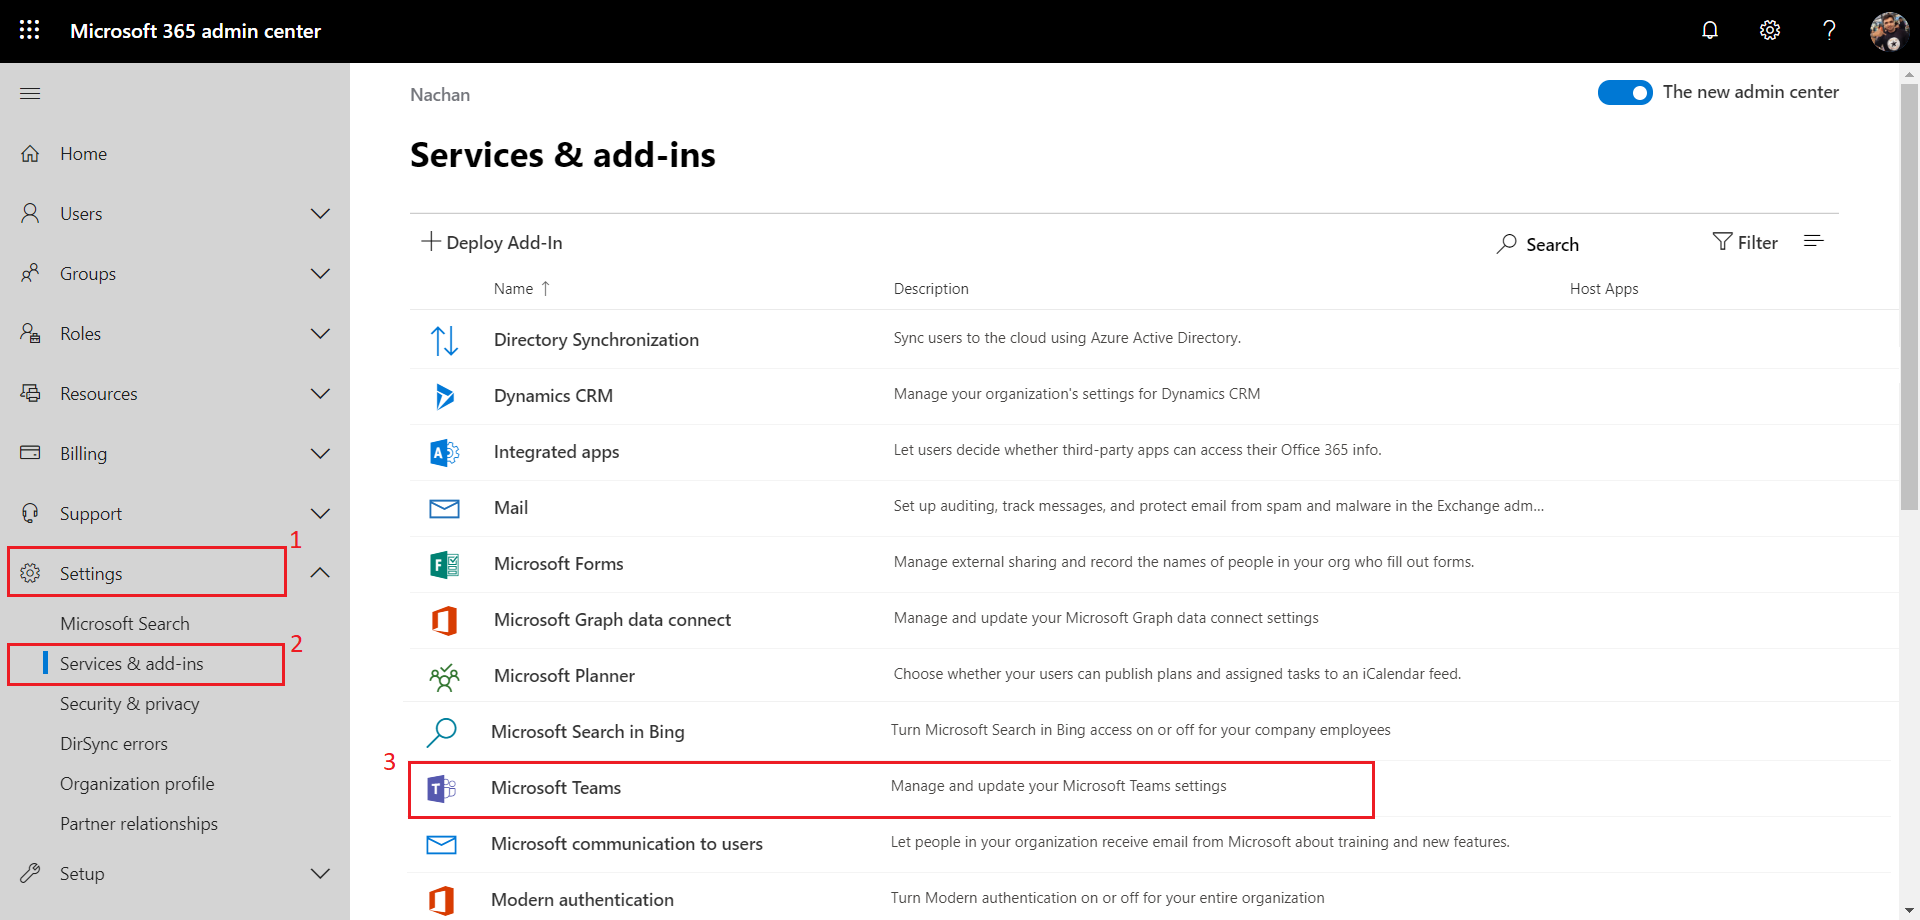 Microsoft 365 admin center
Nachan
The new admin center
Services & add-ins
Home
Users
Groups
Roles
Resources
Billing
Support
1
Settings
Microsoft Search
2
Services & add-ins
Security & privacy
DirSync errors
Organization profile
Partner relationships
Setup
Deploy Add-In
Search
Filter
Name ↑ Description Host Apps
Directory Synchronization Sync users to the cloud using Azure Active Directory.
Dynamics CRM Manage your organization's settings for Dynamics CRM
Integrated apps Let users decide whether third-party apps can access their Office 365 info.
Mail Set up auditing, track messages, and protect email from spam and malware in the Exchange adm...
Microsoft Forms Manage external sharing and record the names of people in your org who fill out forms.
Microsoft Graph data connect Manage and update your Microsoft Graph data connect settings
Microsoft Planner Choose whether your users can publish plans and assigned tasks to an iCalendar feed.
Microsoft Search in Bing Turn Microsoft Search in Bing access on or off for your company employees
3
Microsoft Teams Manage and update your Microsoft Teams settings
Microsoft communication to users Let people in your organization receive email from Microsoft about training and new features.
Modern authentication Turn Modern authentication on or off for your entire organization